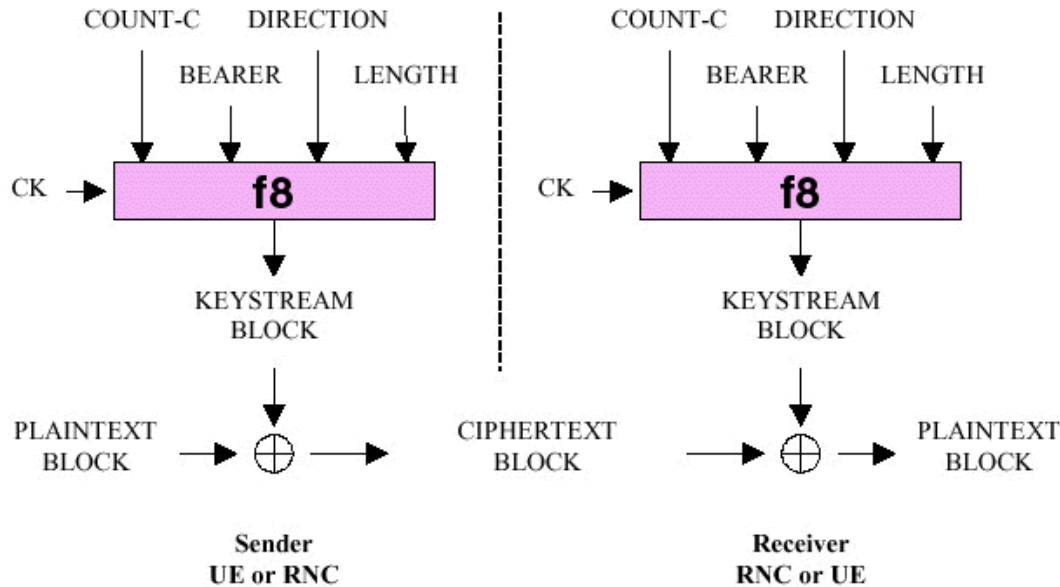 COUNT-C DIRECTION COUNT-C DIRECTION
BEARER LENGTH BEARER LENGTH
CK f8 CK f8
KEYSTREAM KEYSTREAM
BLOCK BLOCK
PLAINTEXT CIPHERTEXT PLAINTEXT
BLOCK BLOCK BLOCK
Sender Receiver
UE or RNC RNC or UE